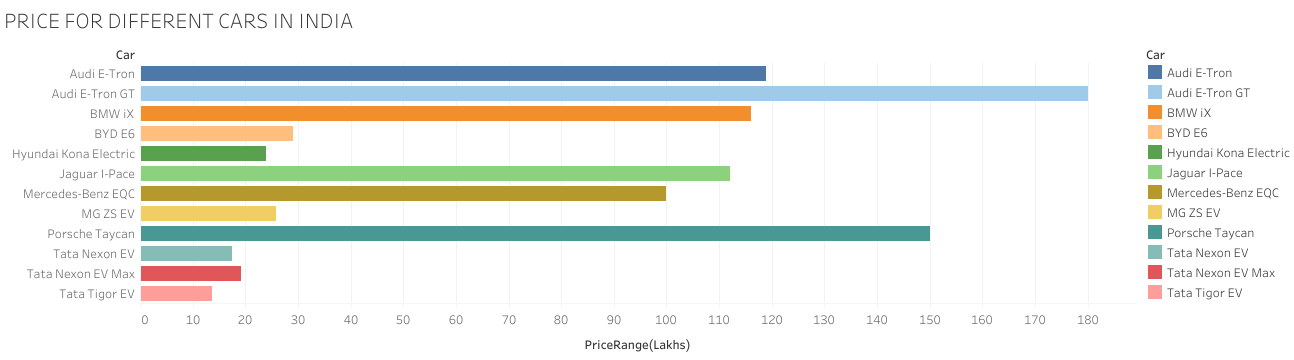 PRICE FOR DIFFERENT CARS IN INDIA
Car
Audi E-Tron
Audi E-Tron GT
BMW iX
BYD E6
Hyundai Kona Electric
Jaguar I-Pace
Mercedes-Benz EQC
MG ZS EV
Porsche Taycan
Tata Nexon EV
Tata Nexon EV Max
Tata Tigor EV
0 10 20 30 40 50 60 70 80 90 100 110 120 130 140 150 160 170 180
PriceRange(Lakhs)
Car
Audi E-Tron
Audi E-Tron GT
BMW iX
BYD E6
Hyundai Kona Electric
Jaguar I-Pace
Mercedes-Benz EQC
MG ZS EV
Porsche Taycan
Tata Nexon EV
Tata Nexon EV Max
Tata Tigor EV